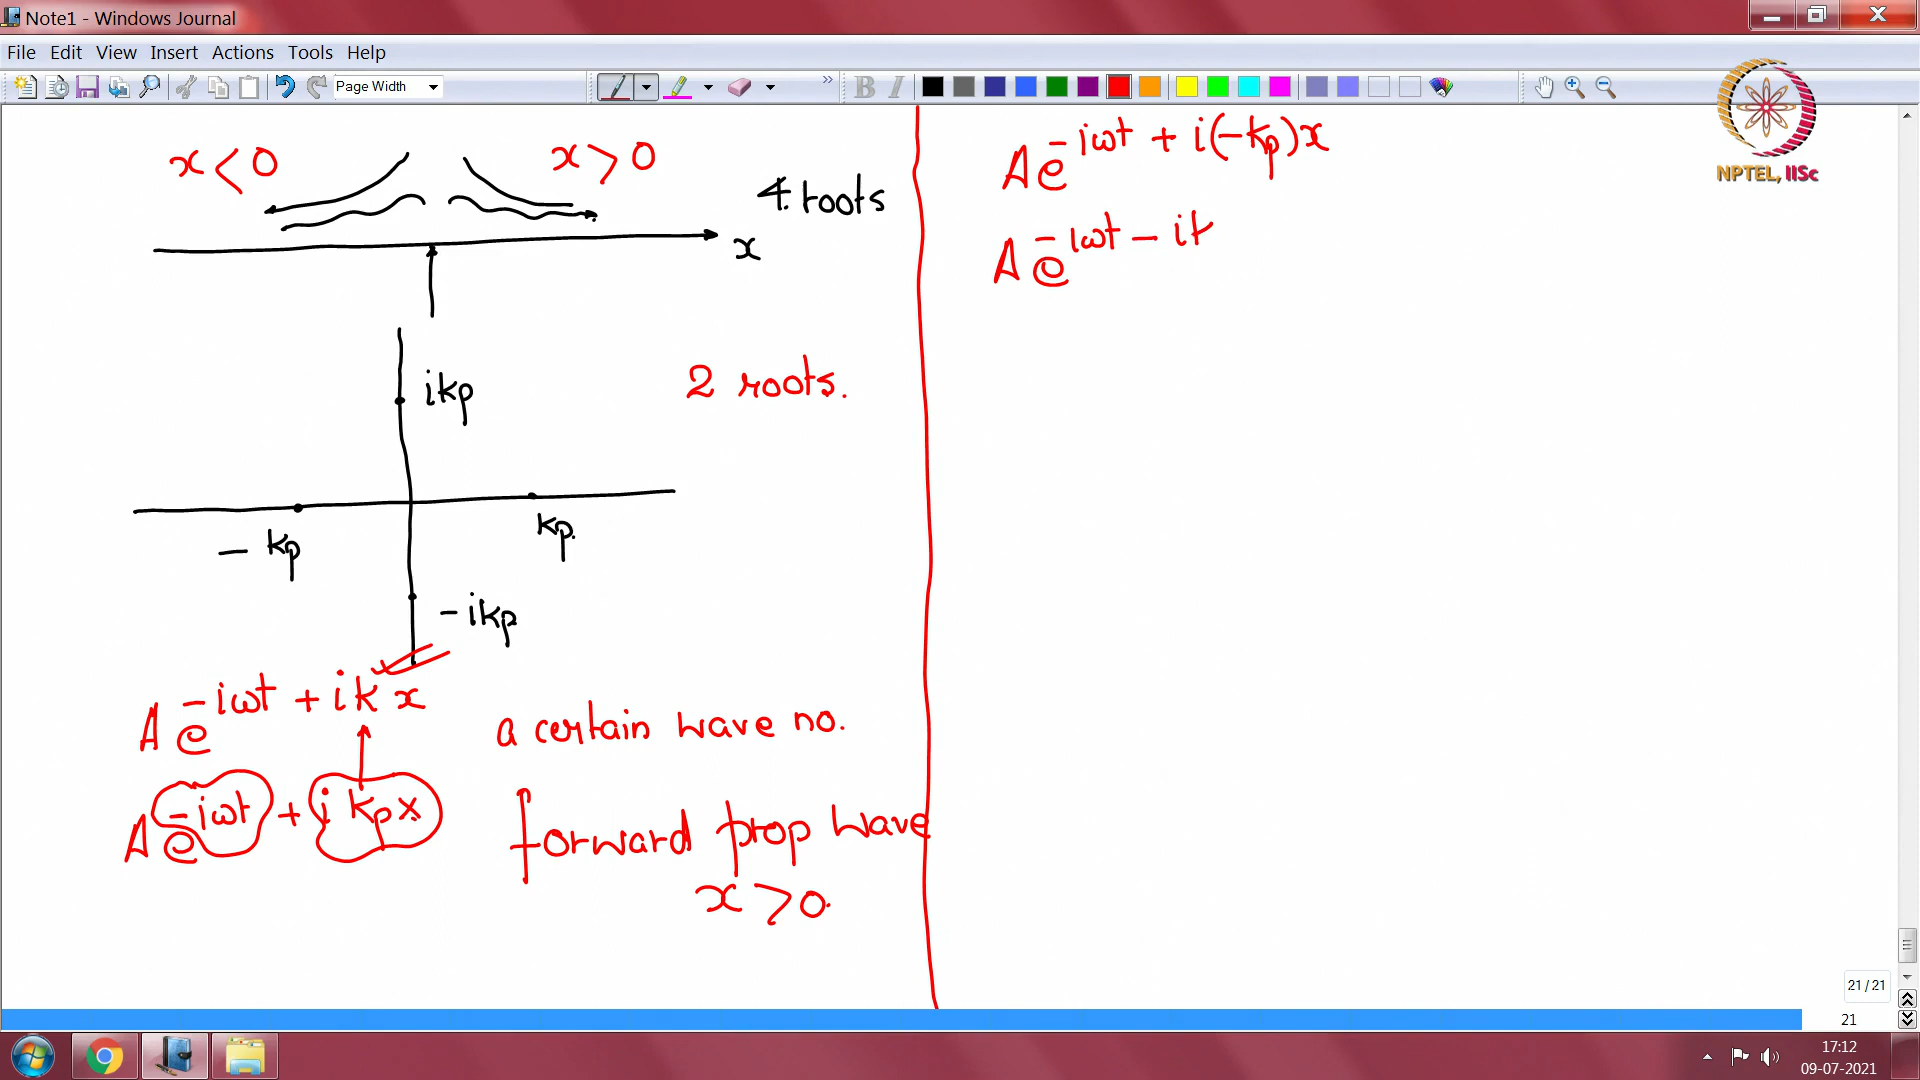 Note1 - Windows Journal
File Edit View Insert Actions Tools Help
Page Width
B I
NPTEL, IISc
x < 0
x > 0
4 roots
x
ikp
2 roots.
- kp
kp.
-ikp
A e^-iωt + ikx
a certain wave no.
A e^-iωt + i kp x
forward prop wave
x > 0.
A e^-iωt + i(-kp)x
A e^-iωt - i
21 / 21
21
17:12
09-07-2021